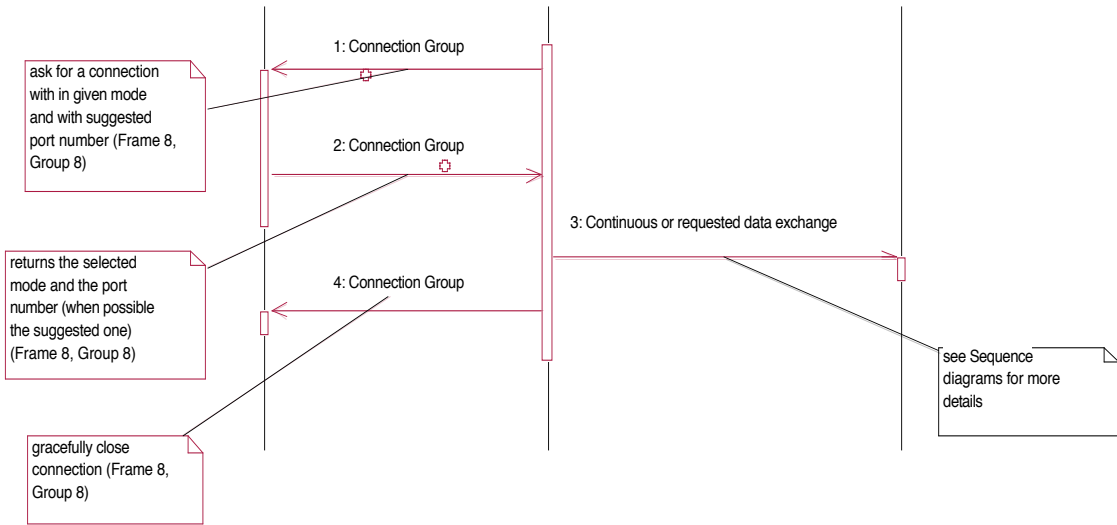 1: Connection Group
ask for a connection
with in given mode
and with suggested
port number (Frame 8,
Group 8)
2: Connection Group
3: Continuous or requested data exchange
returns the selected
mode and the port
number (when possible
the suggested one)
(Frame 8, Group 8)
4: Connection Group
see Sequence
diagrams for more
details
gracefully close
connection (Frame 8,
Group 8)